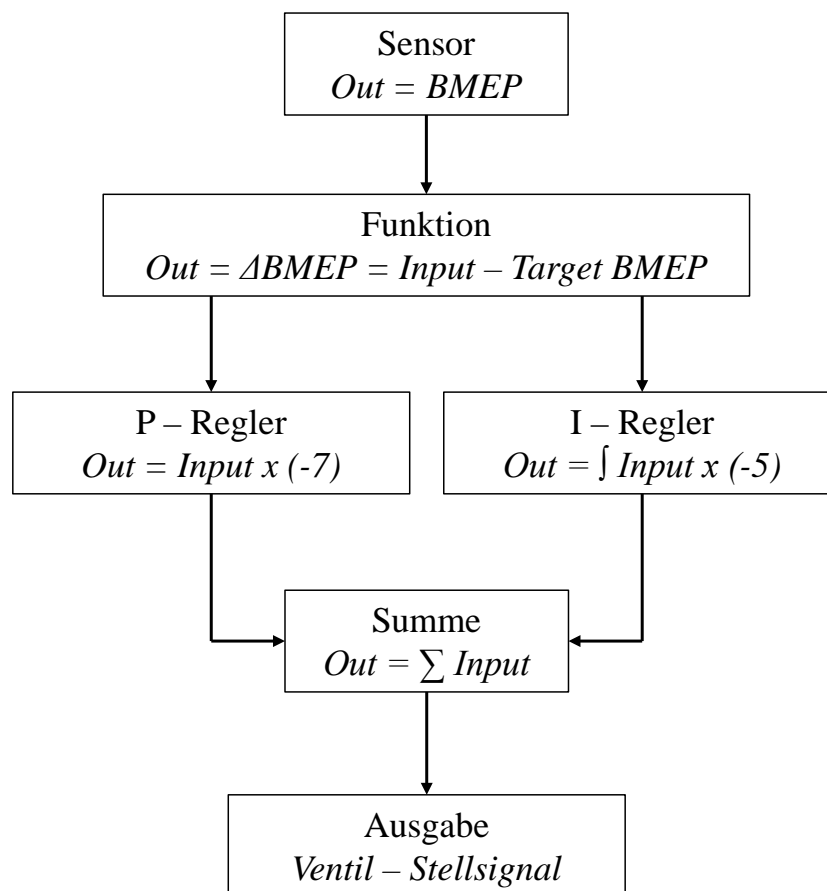 Sensor
Out = BMEP
Funktion
Out = ΔBMEP = Input – Target BMEP
P – Regler
Out = Input x (-7)
I – Regler
Out = ∫ Input x (-5)
Summe
Out = ∑ Input
Ausgabe
Ventil – Stellsignal